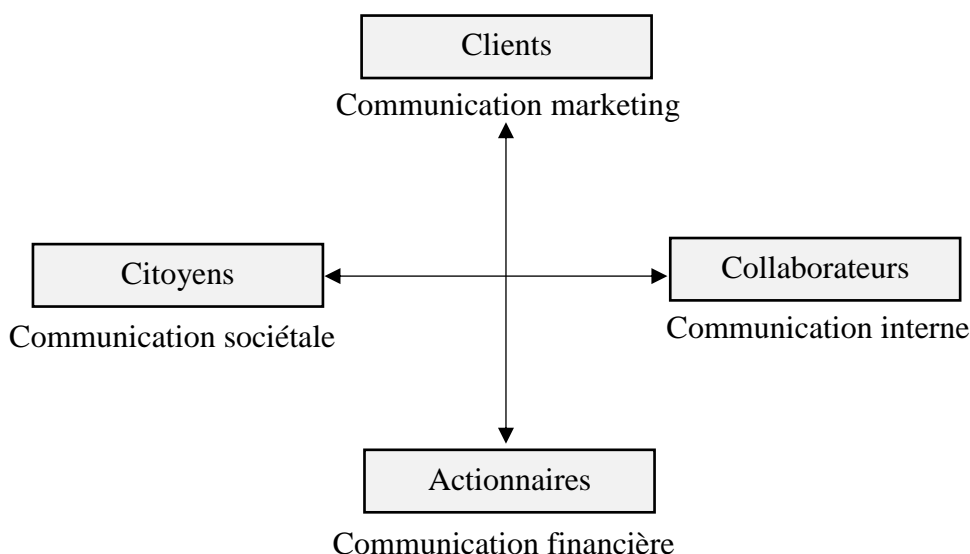 Clients
Communication marketing
Citoyens
Communication sociétale
Collaborateurs
Communication interne
Actionnaires
Communication financière